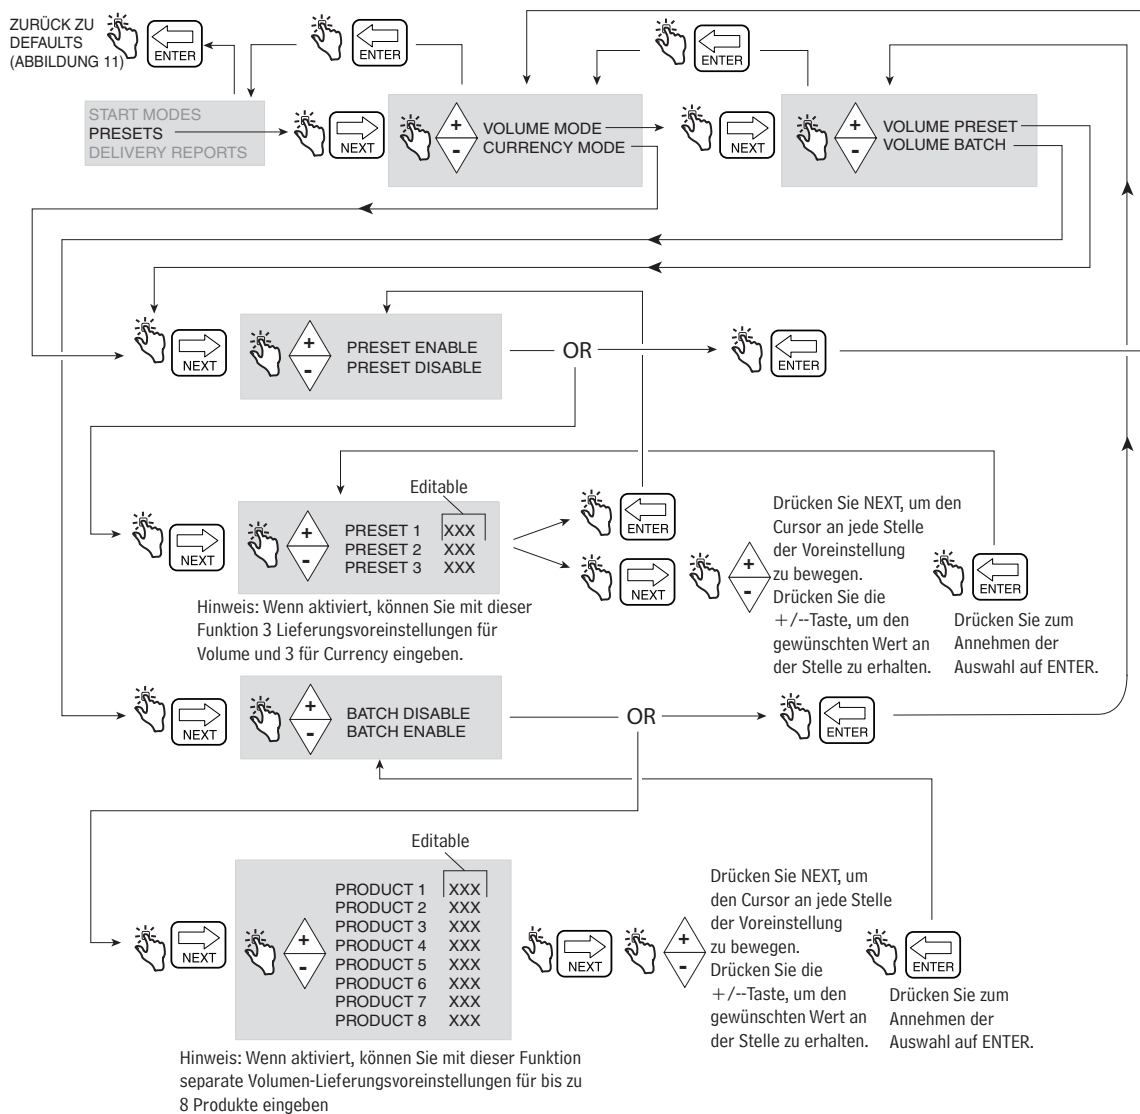 ZURÜCK ZU
DEFAULTS
(ABBILDUNG 11)
ENTER
ENTER
ENTER
START MODES
PRESETS
DELIVERY REPORTS
NEXT
+
-
VOLUME MODE
CURRENCY MODE
NEXT
+
-
VOLUME PRESET
VOLUME BATCH
NEXT
+
-
PRESET ENABLE
PRESET DISABLE
OR
ENTER
NEXT
+
-
Editable
PRESET 1 XXX
PRESET 2 XXX
PRESET 3 XXX
ENTER
NEXT
+
-
Drücken Sie NEXT, um den
Cursor an jede Stelle
der Voreinstellung
zu bewegen.
Drücken Sie die
+/--Taste, um den
gewünschten Wert an
der Stelle zu erhalten.
ENTER
Drücken Sie zum
Annehmen der
Auswahl auf ENTER.
Hinweis: Wenn aktiviert, können Sie mit dieser
Funktion 3 Lieferungsvoreinstellungen für
Volume und 3 für Currency eingeben.
NEXT
+
-
BATCH DISABLE
BATCH ENABLE
OR
ENTER
NEXT
+
-
Editable
PRODUCT 1 XXX
PRODUCT 2 XXX
PRODUCT 3 XXX
PRODUCT 4 XXX
PRODUCT 5 XXX
PRODUCT 6 XXX
PRODUCT 7 XXX
PRODUCT 8 XXX
NEXT
+
-
Drücken Sie NEXT, um
den Cursor an jede Stelle
der Voreinstellung
zu bewegen.
Drücken Sie die
+/--Taste, um den
gewünschten Wert an
der Stelle zu erhalten.
ENTER
Drücken Sie zum
Annehmen der
Auswahl auf ENTER.
Hinweis: Wenn aktiviert, können Sie mit dieser Funktion
separate Volumen-Lieferungsvoreinstellungen für bis zu
8 Produkte eingeben